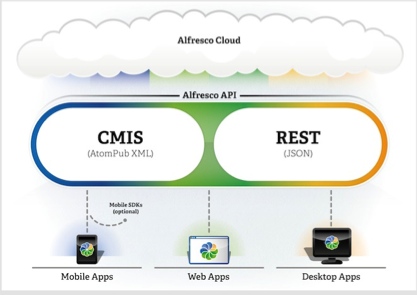 Alfresco Cloud
Alfresco API
CMIS
(AtomPub XML)
REST
(JSON)
Mobile SDKs
(optional)
Mobile Apps
Web Apps
Desktop Apps